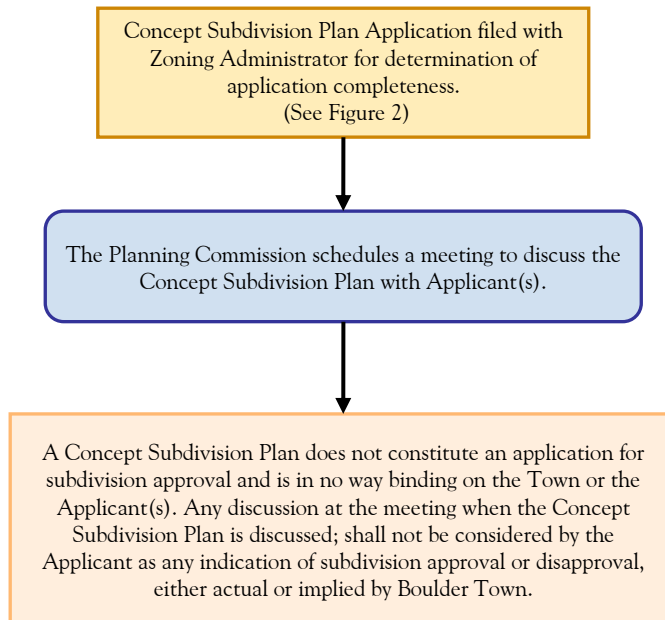 Concept Subdivision Plan Application filed with
Zoning Administrator for determination of
application completeness.
(See Figure 2)
The Planning Commission schedules a meeting to discuss the
Concept Subdivision Plan with Applicant(s).
A Concept Subdivision Plan does not constitute an application for
subdivision approval and is in no way binding on the Town or the
Applicant(s). Any discussion at the meeting when the Concept
Subdivision Plan is discussed; shall not be considered by the
Applicant as any indication of subdivision approval or disapproval,
either actual or implied by Boulder Town.